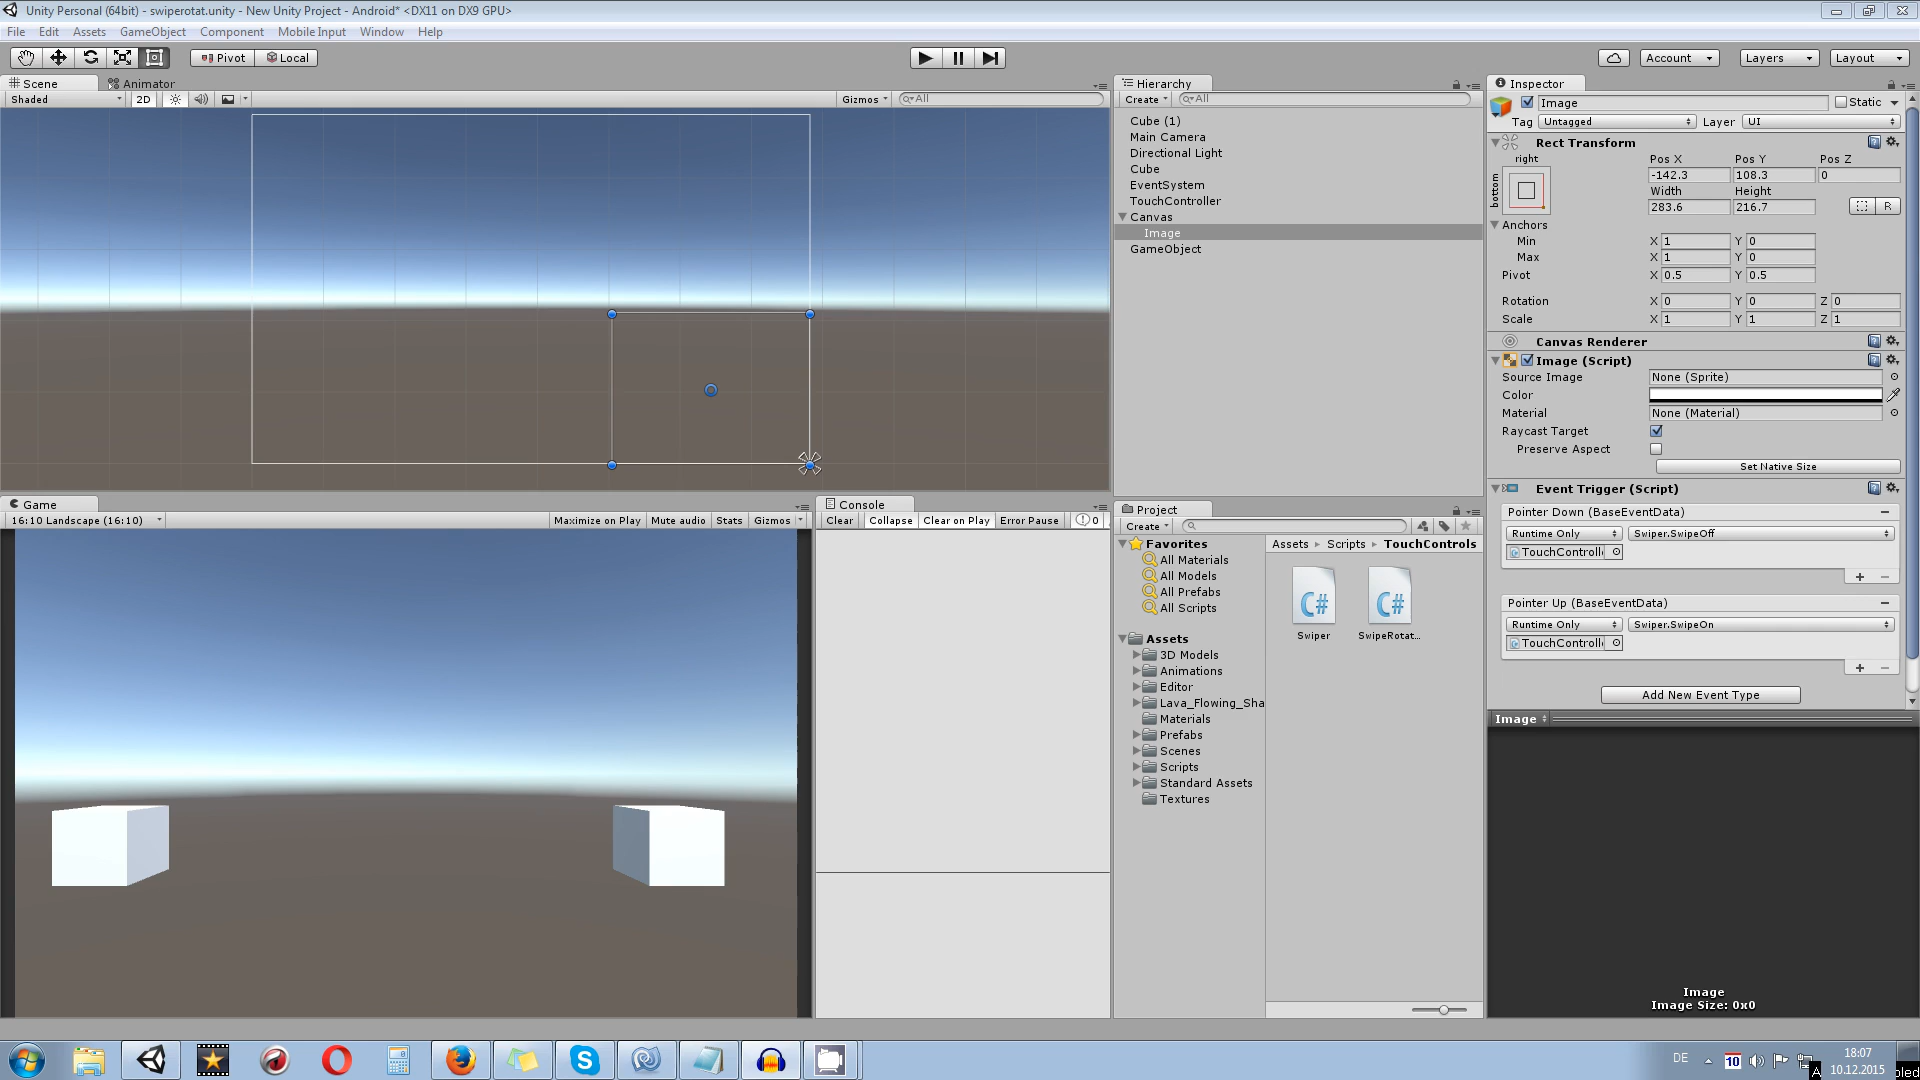 Unity Personal (64bit) - swiperotat.unity - New Unity Project - Android* <DX11 on DX9 GPU>
File Edit Assets GameObject Component Mobile Input Window Help
Pivot Local Account Layers Layout
Scene Animator
Shaded 2D Gizmos All
Hierarchy
Create All
Cube (1)
Main Camera
Directional Light
Cube
EventSystem
TouchController
Canvas
Image
GameObject
Inspector
Image Static
Tag Untagged Layer UI
Rect Transform
right
bottom
Pos X Pos Y Pos Z
-142.3 108.3 0
Width Height
283.6 216.7 R
Anchors
Min X 1 Y 0
Max X 1 Y 0
Pivot X 0.5 Y 0.5
Rotation X 0 Y 0 Z 0
Scale X 1 Y 1 Z 1
Canvas Renderer
Image (Script)
Source Image None (Sprite)
Color
Material None (Material)
Raycast Target
Preserve Aspect
Set Native Size
Event Trigger (Script)
Pointer Down (BaseEventData)
Runtime Only Swiper.SwipeOff
TouchControll
Pointer Up (BaseEventData)
Runtime Only Swiper.SwipeOn
TouchControll
Add New Event Type
Image
Image
Image Size: 0x0
Game
16:10 Landscape (16:10) Maximize on Play Mute audio Stats Gizmos
Console
Clear Collapse Clear on Play Error Pause 0
Project
Create
Favorites
All Materials
All Models
All Prefabs
All Scripts
Assets
3D Models
Animations
Editor
Lava_Flowing_Sha
Materials
Prefabs
Scenes
Scripts
Standard Assets
Textures
Assets Scripts TouchControls
C# C#
Swiper SwipeRotat...
DE 10 18:07
10.12.2015